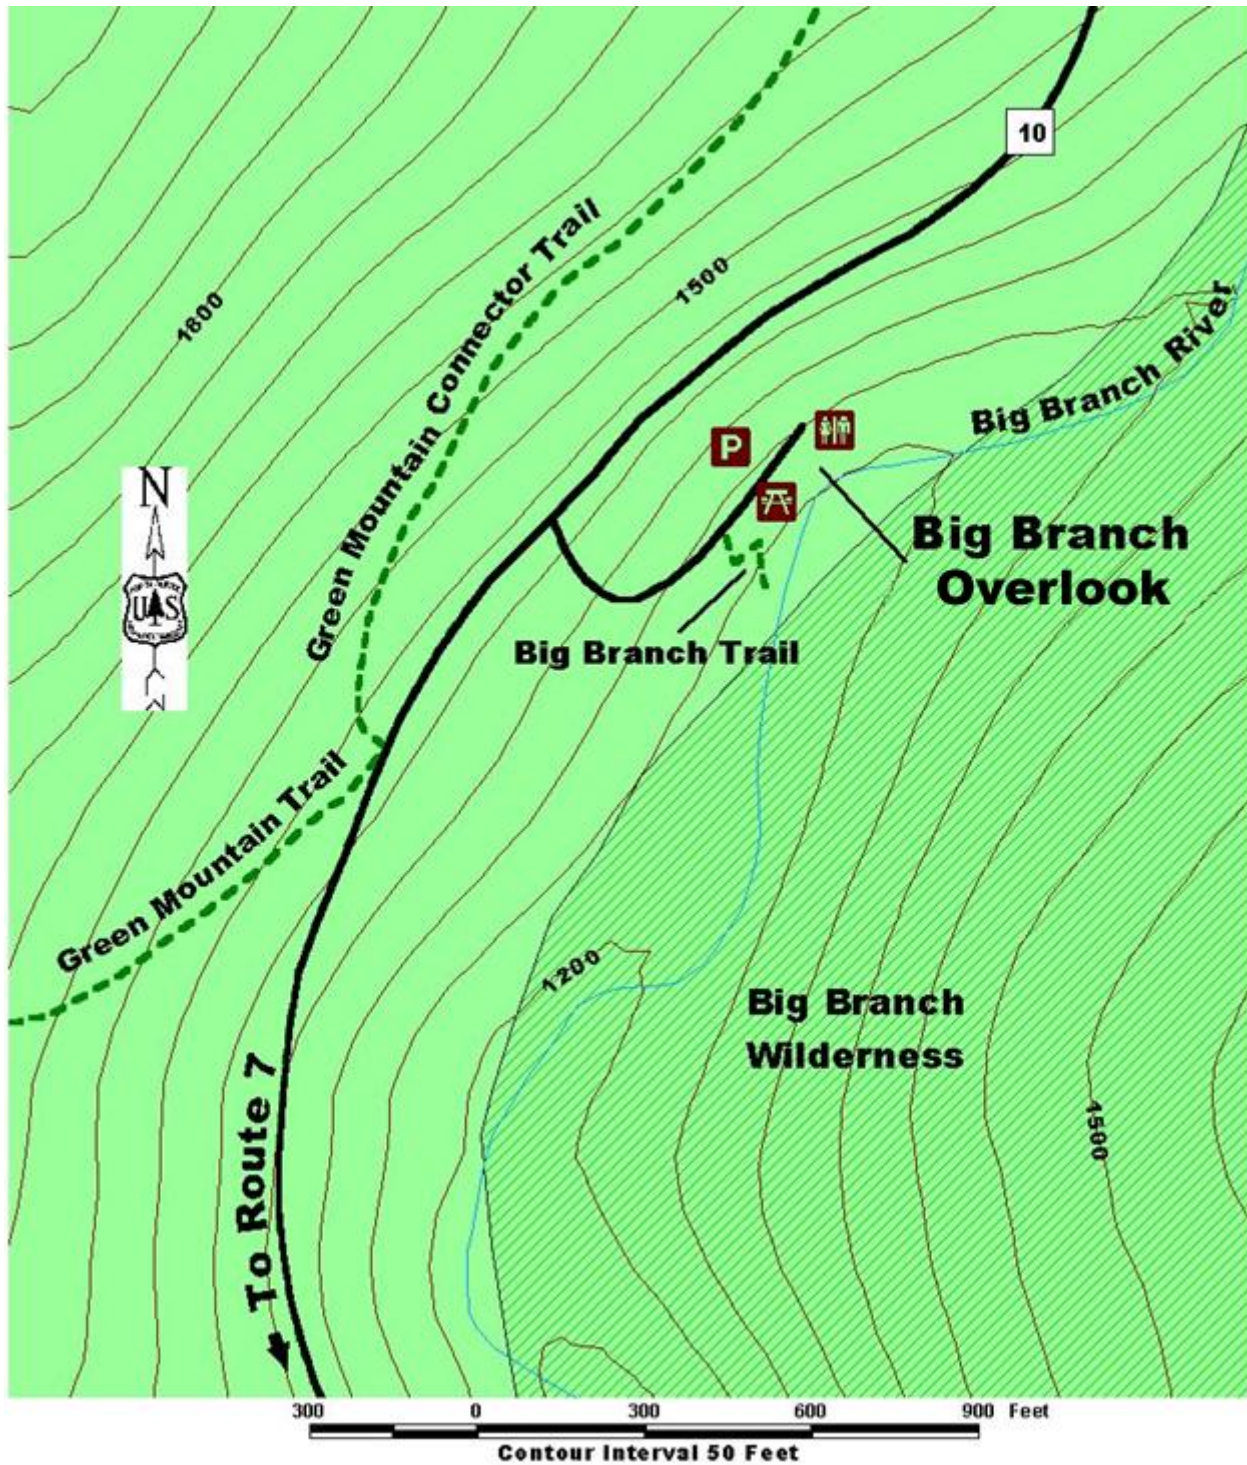 10
Green Mountain Connector Trail
1500
1800
Big Branch River
P
N
U S
Big Branch
Overlook
Big Branch Trail
Green Mountain Trail
1200
Big Branch
Wilderness
1500
To Route 7
300 0 300 600 900 Feet
Contour Interval 50 Feet